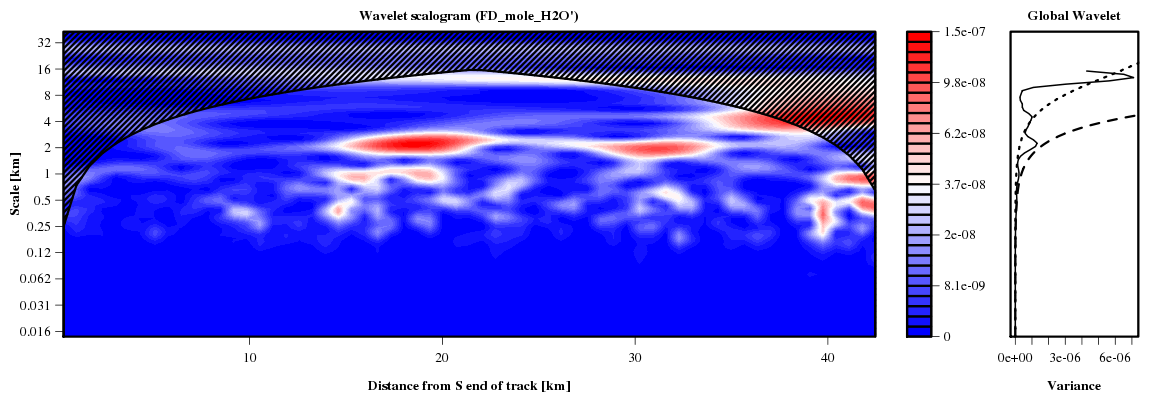 Wavelet scalogram (FD_mole_H2O')
Global Wavelet
Scale [km]
32
16
8
4
2
1
0.5
0.25
0.12
0.062
0.031
0.016
10
20
30
40
Distance from S end of track [km]
1.5e-07
9.8e-08
6.2e-08
3.7e-08
2e-08
8.1e-09
0
0e+00
3e-06
6e-06
Variance